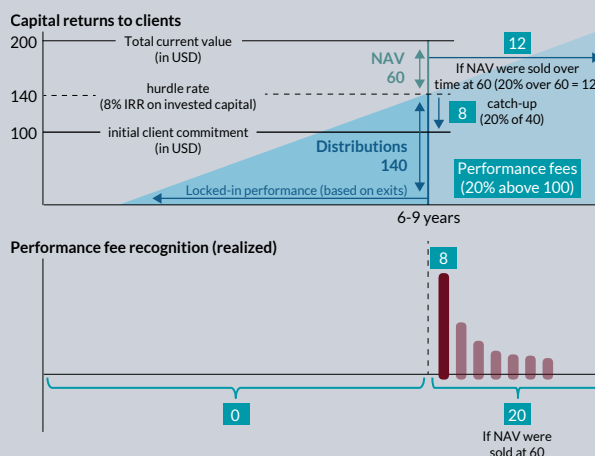 Capital returns to clients
200
Total current value
(in USD)
NAV
60
12
If NAV were sold over
time at 60 (20% over 60 = 12
140
hurdle rate
(8% IRR on invested capital)
8
catch-up
(20% of 40)
100
initial client commitment
(in USD)
Distributions
140
Performance fees
(20% above 100)
Locked-in performance (based on exits)
6-9 years
Performance fee recognition (realized)
8
0
20
If NAV were
sold at 60